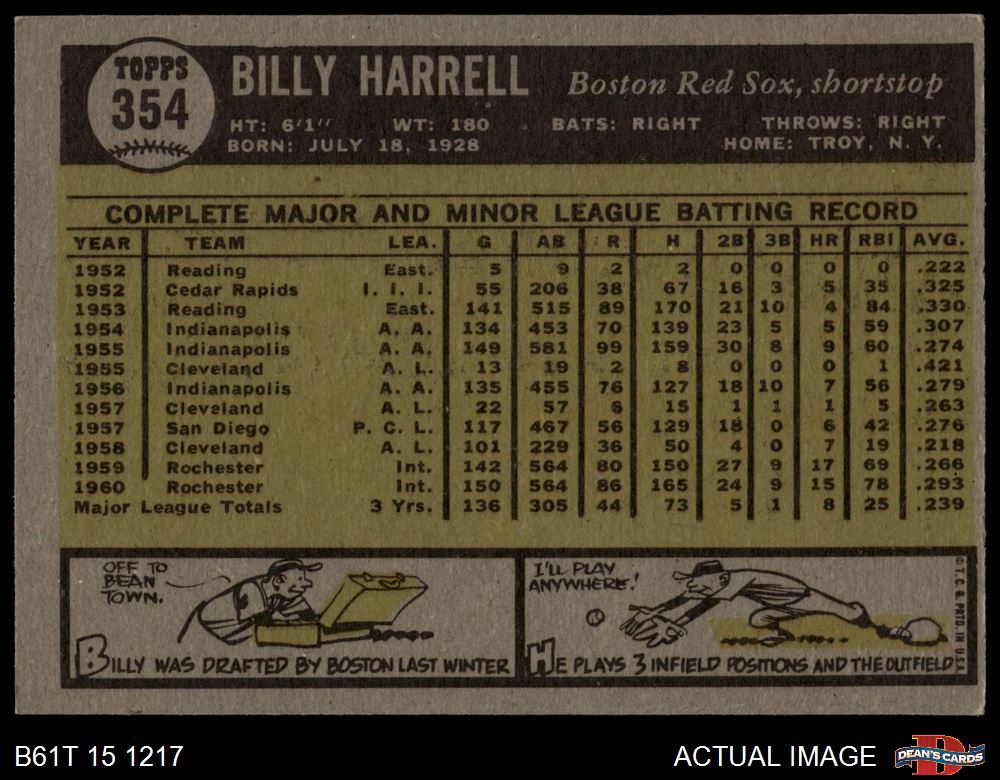 TOPPS
354
BILLY HARRELL Boston Red Sox, shortstop
HT: 6'1" WT: 180 BATS: RIGHT THROWS: RIGHT
BORN: JULY 18, 1928 HOME: TROY, N. Y.
COMPLETE MAJOR AND MINOR LEAGUE BATTING RECORD
YEAR TEAM LEA. G AB R H 2B 3B HR RBI AVG.
1952 Reading East. 5 9 2 2 0 0 0 0 .222
1952 Cedar Rapids I. I. I. 55 206 38 67 16 3 5 35 .325
1953 Reading East. 141 515 89 170 21 10 4 84 .330
1954 Indianapolis A. A. 134 453 70 139 23 5 5 59 .307
1955 Indianapolis A. A. 149 581 99 159 30 8 9 60 .274
1955 Cleveland A. L. 13 19 2 8 0 0 0 1 .421
1956 Indianapolis A. A. 135 455 76 127 18 10 7 56 .279
1957 Cleveland A. L. 22 57 6 15 1 1 1 5 .263
1957 San Diego P. C. L. 117 467 56 129 18 0 6 42 .276
1958 Cleveland A. L. 101 229 36 50 4 0 7 19 .218
1959 Rochester Int. 142 564 80 150 27 9 17 69 .266
1960 Rochester Int. 150 564 86 165 24 9 15 78 .293
Major League Totals 3 Yrs. 136 305 44 73 5 1 8 25 .239
OFF TO
BEAN
TOWN.
BILLY WAS DRAFTED BY BOSTON LAST WINTER
I'LL PLAY
ANYWHERE!
HE PLAYS 3 INFIELD POSITIONS AND THE OUTFIELD
© T. C. G. PRTD. IN U.S.A.
B61T 15 1217 ACTUAL IMAGE
D
DEAN'S CARDS